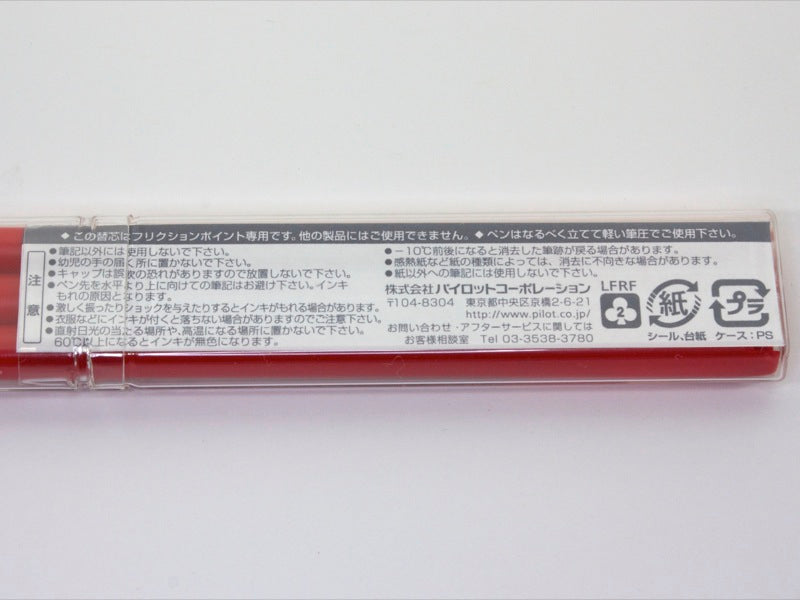 ◆この替芯はフリクションポイント専用です。他の製品にはご使用できません。◆ペンはなるべく立てて軽い筆圧でご使用下さい。
注意
●筆記以外には使用しないで下さい。
●幼児の手の届く所に置かないで下さい。
●キャップは誤飲の恐れがありますので放置しないで下さい。
●ペン先を水平より上に向けての筆記はお避け下さい。インキ
もれの原因となります。
●激しく振ったりショックを与えたりするとインキがもれる場合があります。
●衣服などにインキが付くと落ちない場合がありますのでご注意下さい。
●直射日光の当たる場所や、高温になる場所に置かないで下さい。
60℃以上になるとインキが無色になります。
●−10℃前後になると消去した筆跡が戻る場合があります。
●感熱紙など紙の種類によっては、消去に不向きな場合があります。
●紙以外への筆記には使用しないで下さい。
株式会社パイロットコーポレーション
〒104-8304 東京都中央区京橋2-6-21
http://www.pilot.co.jp/
お問い合わせ・アフターサービスに関しては
お客様相談室 Tel 03-3538-3780
LFRF
2
紙
シール、台紙
プラ
ケース：PS